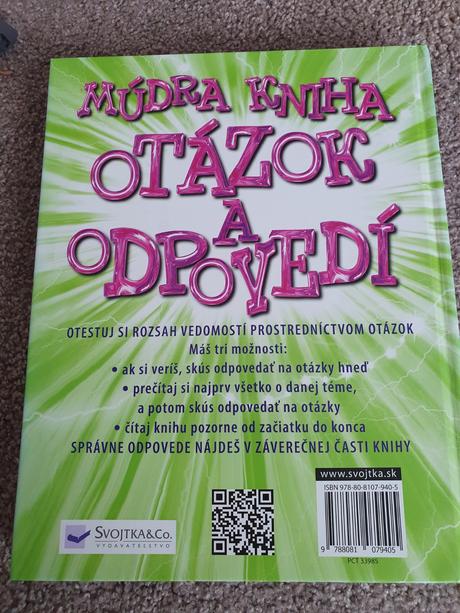 MÚDRA KNIHA
OTÁZOK
A
ODPOVEDÍ
OTESTUJ SI ROZSAH VEDOMOSTÍ PROSTREDNÍCTVOM OTÁZOK
Máš tri možnosti:
• ak si veríš, skús odpovedať na otázky hneď
• prečítaj si najprv všetko o danej téme,
a potom skús odpovedať na otázky
• čítaj knihu pozorne od začiatku do konca
SPRÁVNE ODPOVEDE NÁJDEŠ V ZÁVEREČNEJ ČASTI KNIHY
www.svojtka.sk
ISBN 978-80-8107-940-5
9 788081 079405
PCT 33985
SVOJTKA&CO.
VYDAVATEĽSTVO